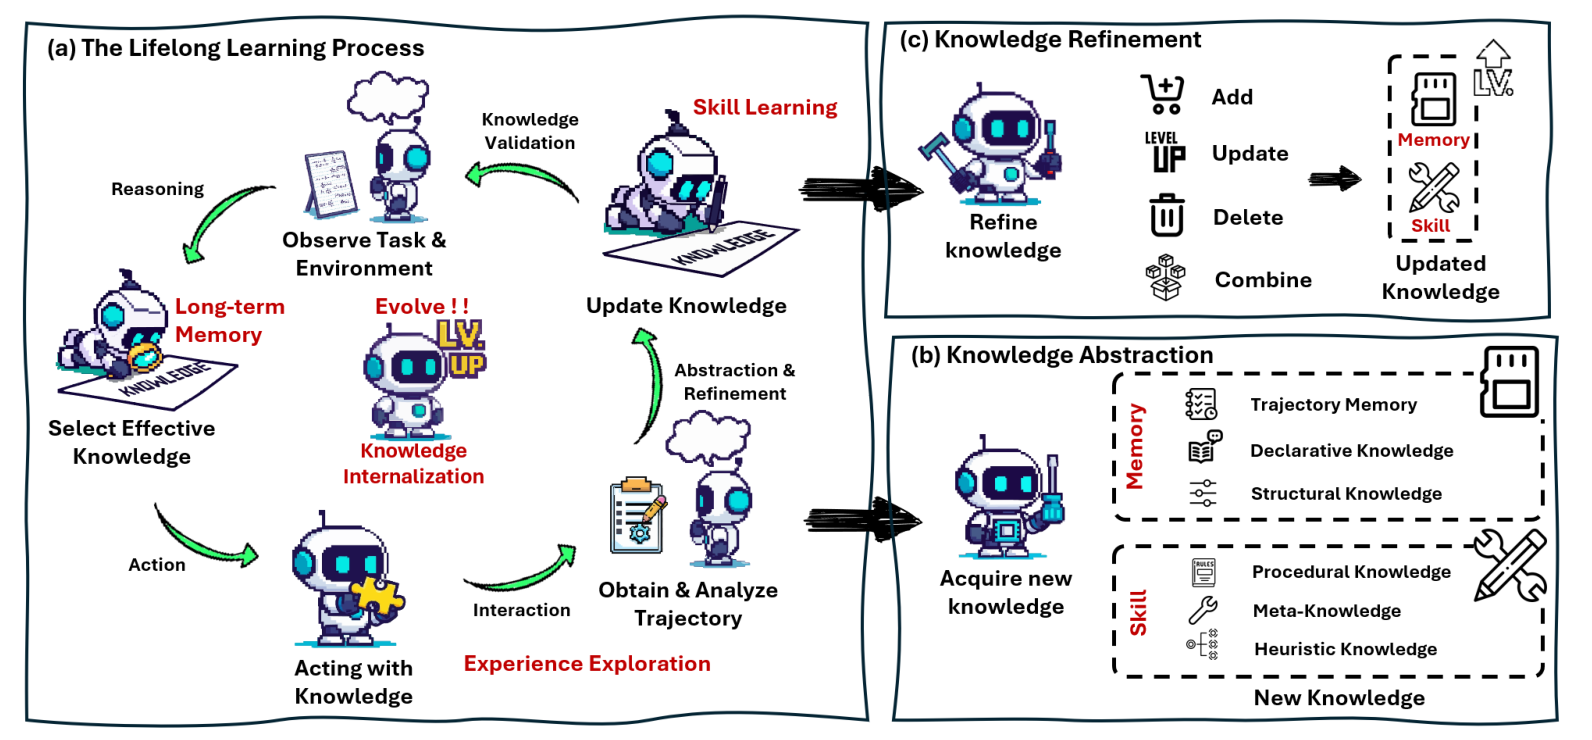 (a) The Lifelong Learning Process
Knowledge
Validation
Skill Learning
Reasoning
Observe Task &
Environment
KNOWLEDGE
Update Knowledge
Long-term
Memory
KNOWLEDGE
Select Effective
Knowledge
Evolve ! !
LV.
UP
Knowledge
Internalization
Abstraction &
Refinement
Action
Acting with
Knowledge
Interaction
Obtain & Analyze
Trajectory
Experience Exploration
(c) Knowledge Refinement
Refine
knowledge
Add
LEVEL
UP
Update
Delete
Combine
LV.
Memory
Skill
Updated
Knowledge
(b) Knowledge Abstraction
Acquire new
knowledge
Memory
Trajectory Memory
Declarative Knowledge
Structural Knowledge
Skill
RULES
Procedural Knowledge
Meta-Knowledge
Heuristic Knowledge
New Knowledge